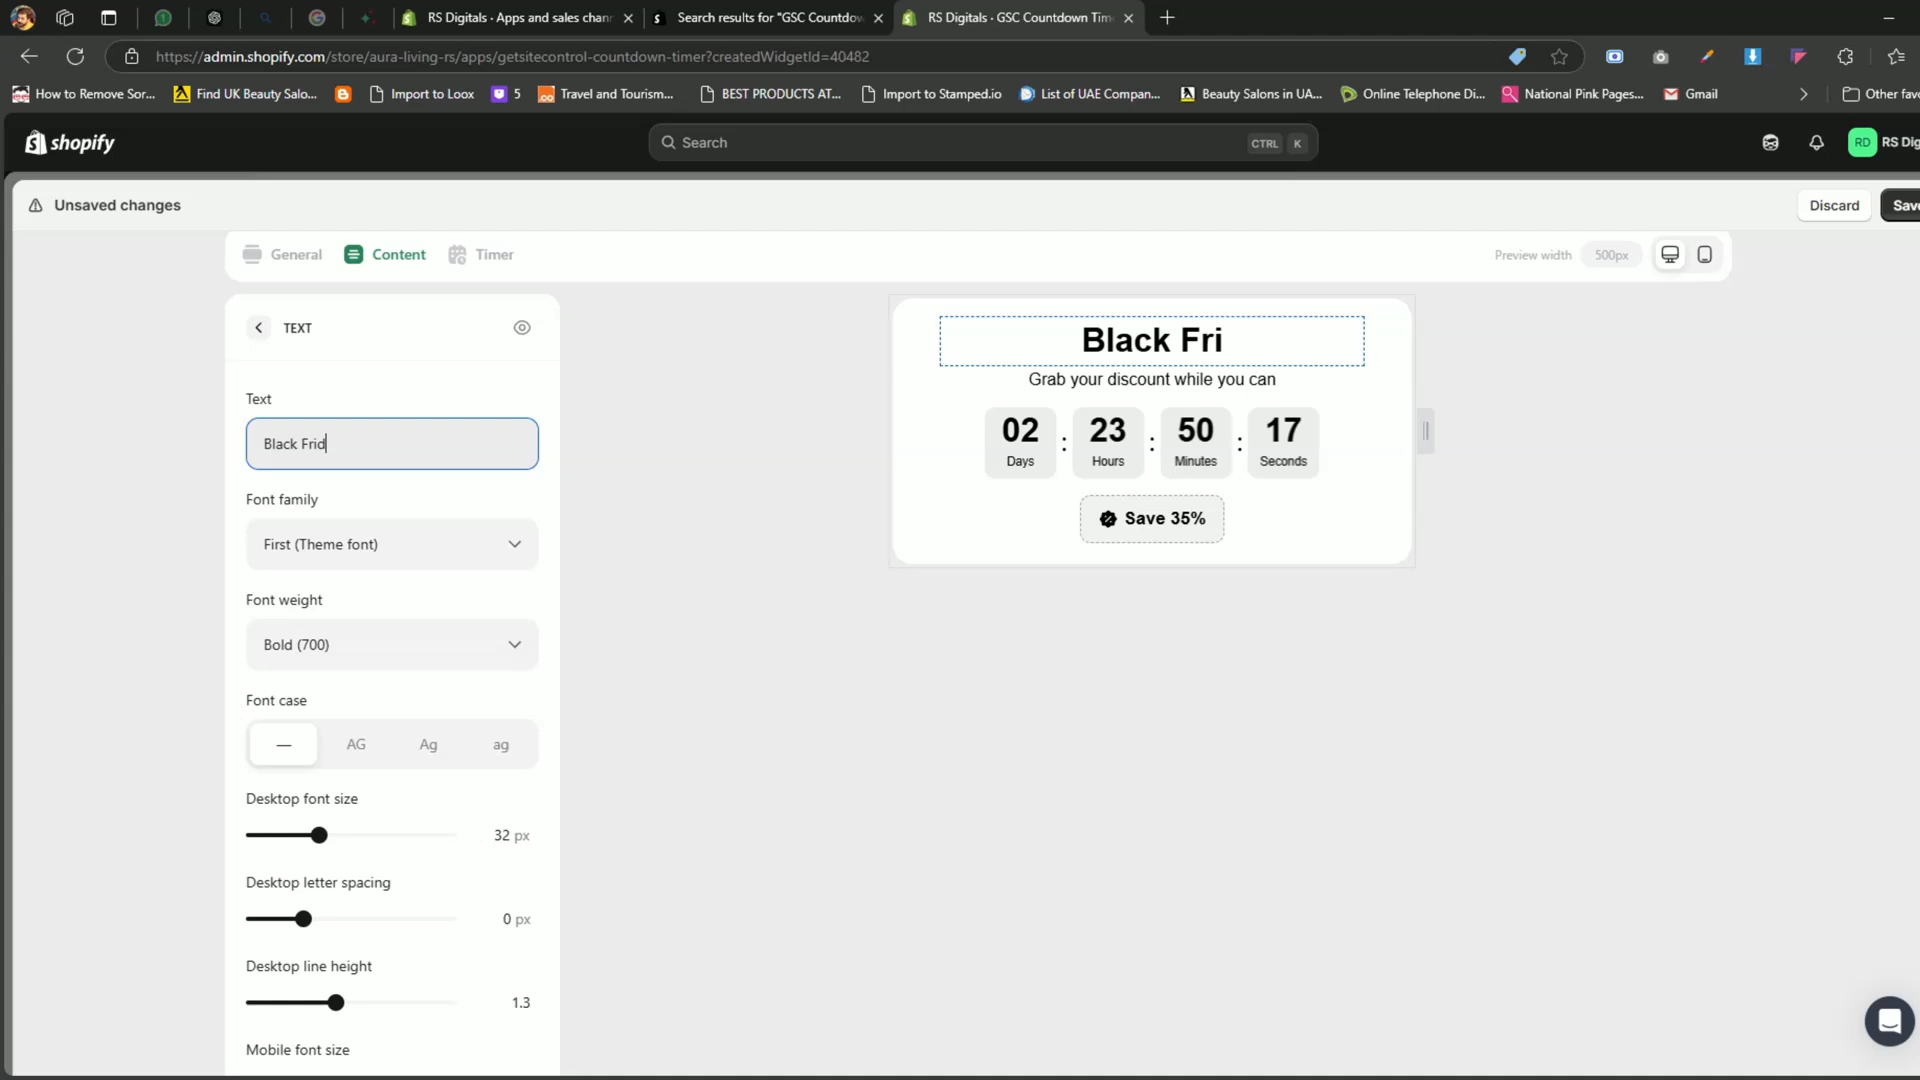 RS Digitals · Apps and sales chann
Search results for "GSC Countdow
RS Digitals · GSC Countdown Tim
https://admin.shopify.com/store/aura-living-rs/apps/getsitecontrol-countdown-timer?createdWidgetId=40482
How to Remove Sor...
Find UK Beauty Salo...
Import to Loox
5
Travel and Tourism...
BEST PRODUCTS AT...
Import to Stamped.io
List of UAE Compan...
Beauty Salons in UA...
Online Telephone Di...
National Pink Pages...
Gmail
Other favo
shopify
Search
CTRL K
RD RS Dig
Unsaved changes
Discard
Save
General
Content
Timer
Preview width
500px
TEXT
Text
Black Frid
Font family
First (Theme font)
Font weight
Bold (700)
Font case
— AG Ag ag
Desktop font size
32 px
Desktop letter spacing
0 px
Desktop line height
1.3
Mobile font size
Black Fri
Grab your discount while you can
02 : 23 : 50 : 17
Days Hours Minutes Seconds
Save 35%